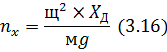 nₓ = щ² × X_Д / мg (3.16)